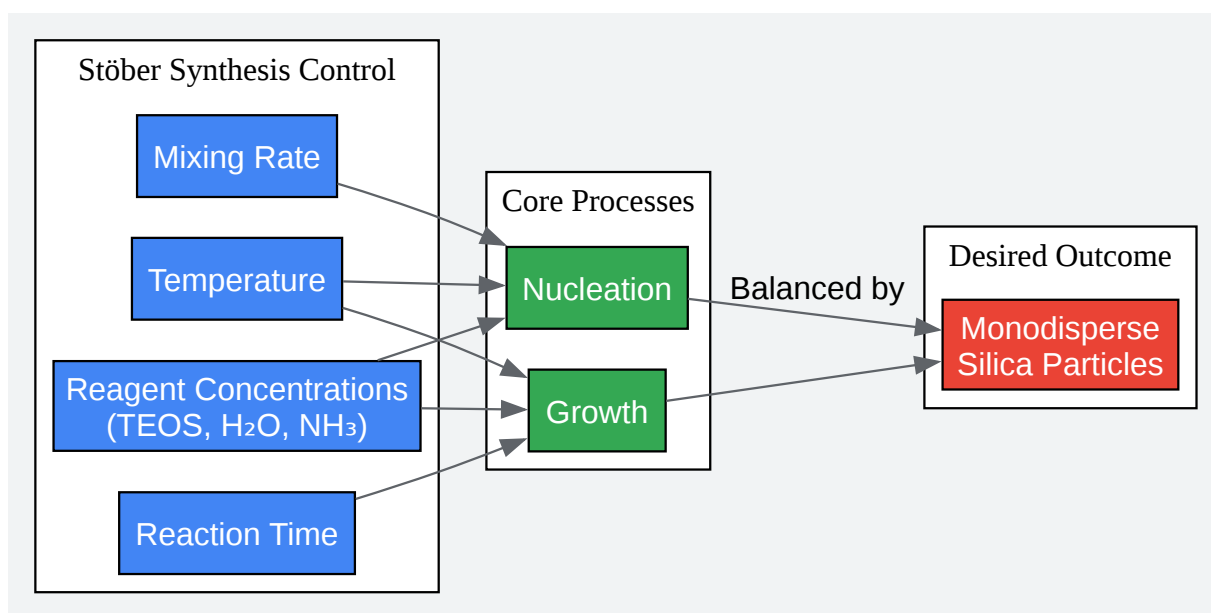 Stöber Synthesis Control
Mixing Rate
Temperature
Reagent Concentrations
(TEOS, H₂O, NH₃)
Reaction Time
Core Processes
Nucleation
Growth
Balanced by
Desired Outcome
Monodisperse
Silica Particles